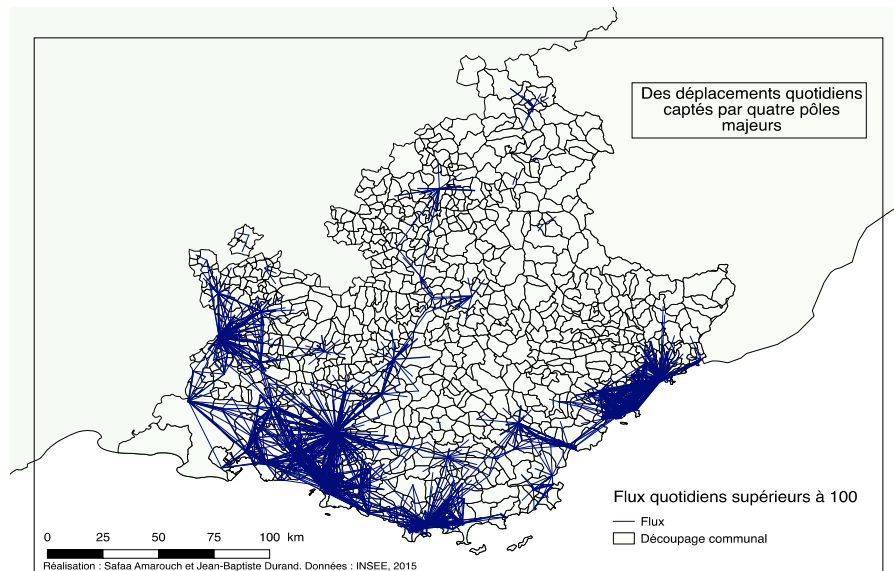 Des déplacements quotidiens
captés par quatre pôles
majeurs
Flux quotidiens supérieurs à 100
Flux
Découpage communal
0 25 50 75 100 km
Réalisation : Safaa Amarouch et Jean-Baptiste Durand. Données : INSEE, 2015